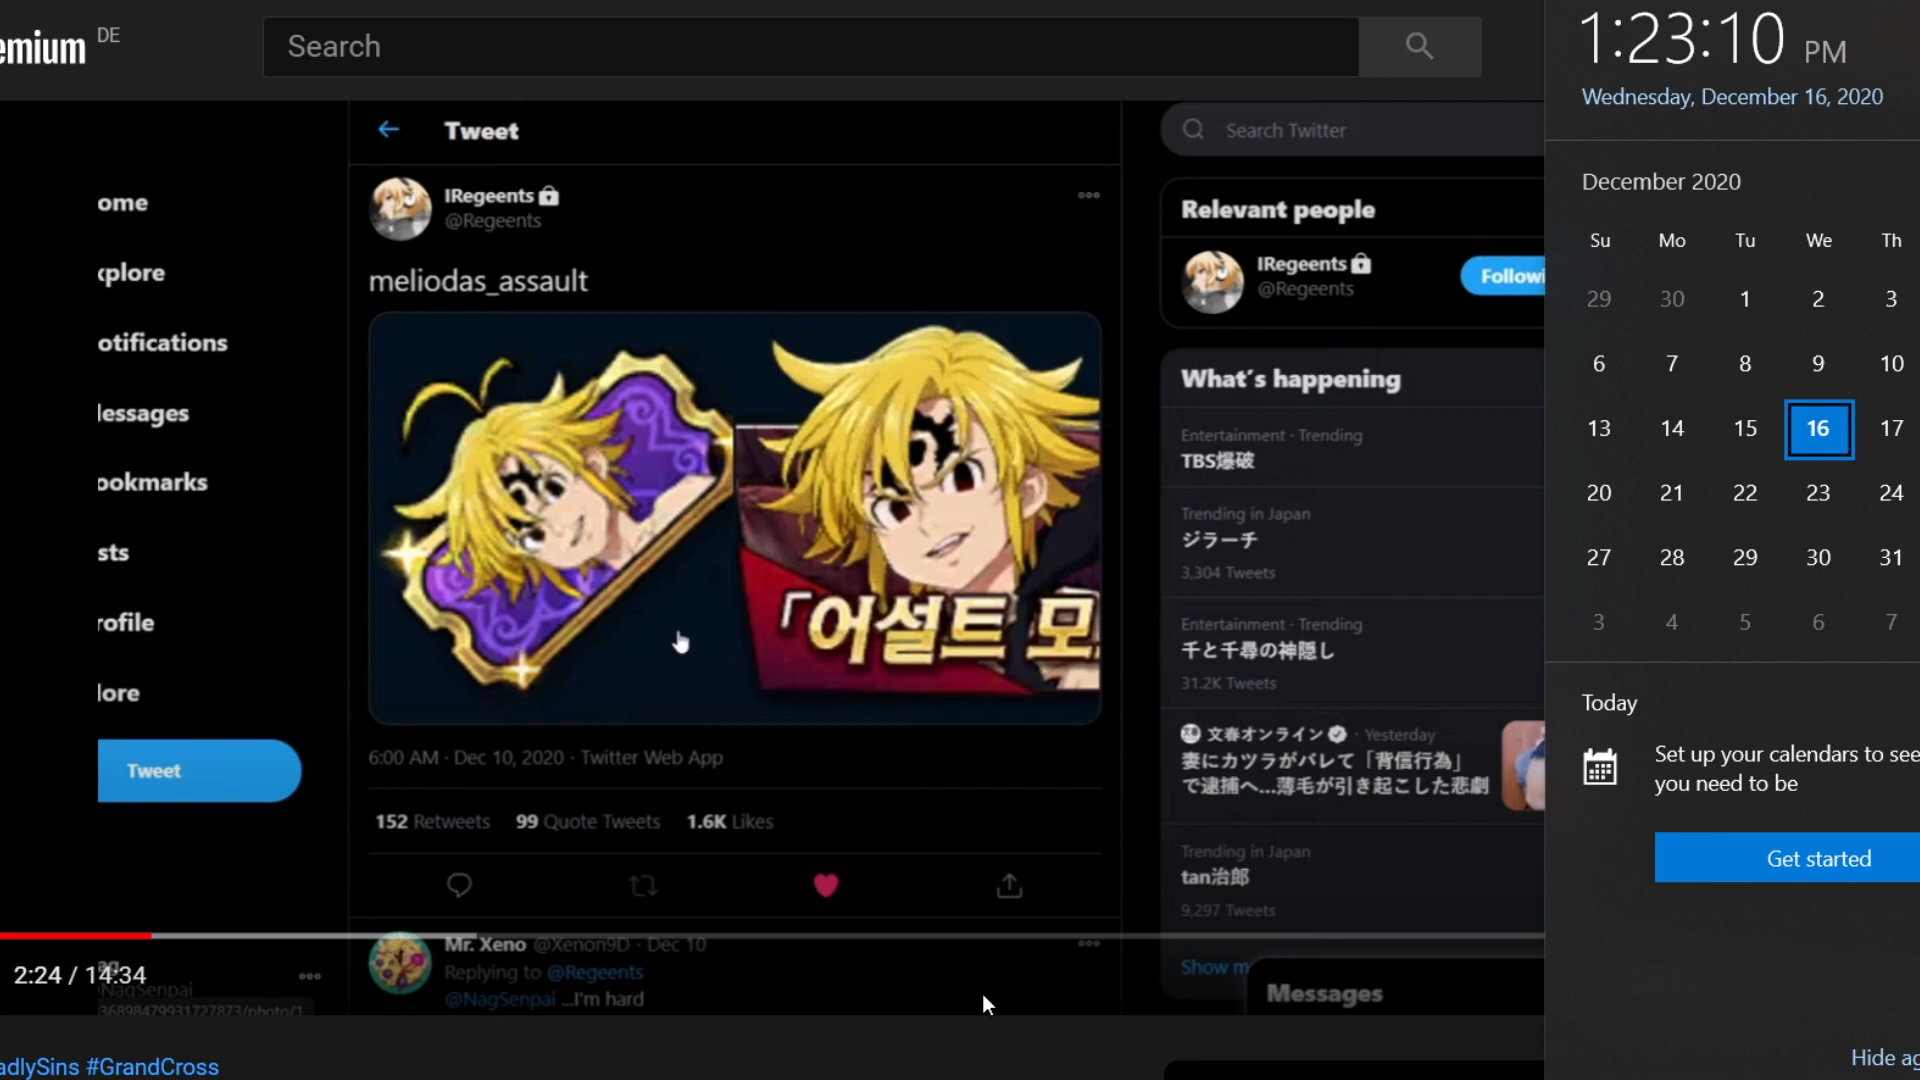 emium DE
Search
Tweet
Search Twitter
ome
xplore
otifications
lessages
ookmarks
sts
rofile
lore
Tweet
IRegeents
@Regeents
meliodas_assault
「어설트 모
6:00 AM · Dec 10, 2020 · Twitter Web App
152 Retweets 99 Quote Tweets 1.6K Likes
Mr. Xeno @Xenon9D · Dec 10
Replying to @Regeents
@NagSenpai ...I'm hard
Relevant people
IRegeents
@Regeents
Followi
What's happening
Entertainment · Trending
TBS爆破
Trending in Japan
ジラーチ
3,304 Tweets
Entertainment · Trending
千と千尋の神隠し
31.2K Tweets
文春オンライン · Yesterday
妻にカツラがバレて「背信行為」
で逮捕へ...薄毛が引き起こした悲劇
Trending in Japan
tan治郎
9,297 Tweets
Show m
Messages
2:24 / 14:34
NagSenpai
36898479931727873/photo/1
adlySins #GrandCross
1:23:10 PM
Wednesday, December 16, 2020
December 2020
Su Mo Tu We Th
29 30 1 2 3
6 7 8 9 10
13 14 15 16 17
20 21 22 23 24
27 28 29 30 31
3 4 5 6 7
Today
Set up your calendars to see
you need to be
Get started
Hide ag